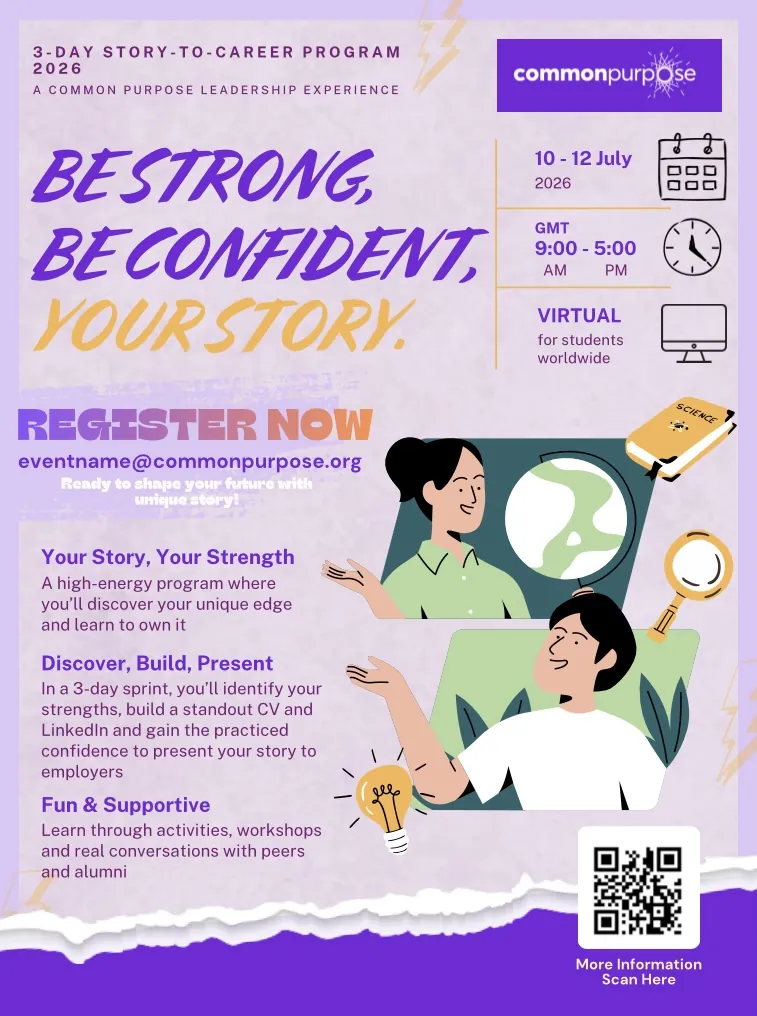 3-DAY STORY-TO-CAREER PROGRAM
2026
A COMMON PURPOSE LEADERSHIP EXPERIENCE
commonpurpose
BE STRONG,
BE CONFIDENT,
YOUR STORY.
10 - 12 July
2026
GMT
9:00 - 5:00
AM PM
VIRTUAL
for students
worldwide
REGISTER NOW
eventname@commonpurpose.org
Ready to shape your future with
unique story!
SCIENCE
Your Story, Your Strength
A high-energy program where
you’ll discover your unique edge
and learn to own it
Discover, Build, Present
In a 3-day sprint, you’ll identify your
strengths, build a standout CV and
LinkedIn and gain the practiced
confidence to present your story to
employers
Fun & Supportive
Learn through activities, workshops
and real conversations with peers
and alumni
More Information
Scan Here